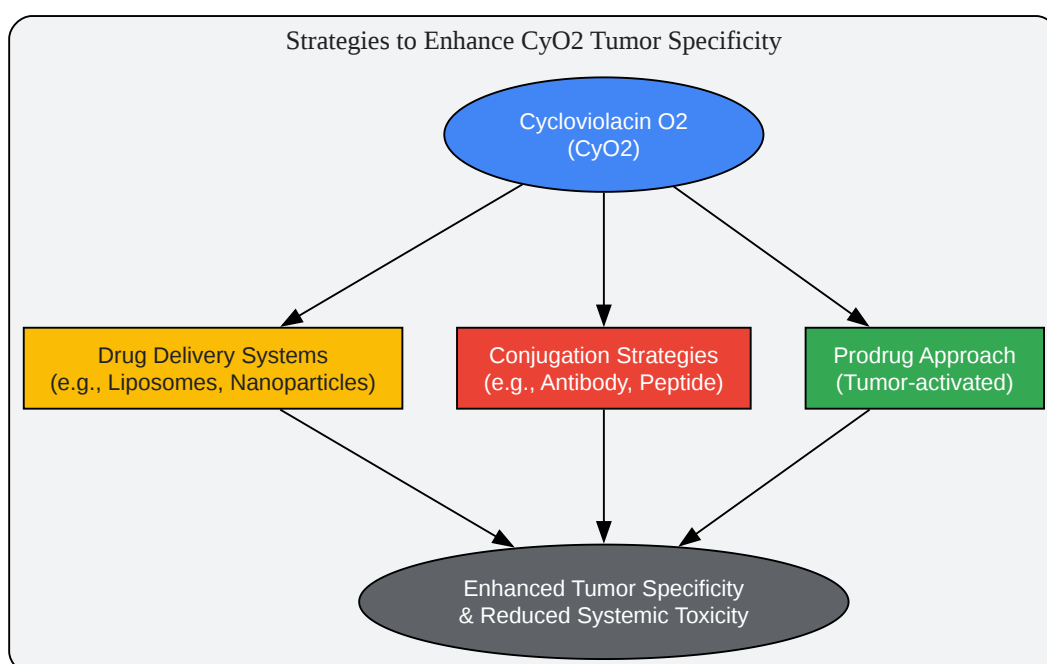 Strategies to Enhance CyO2 Tumor Specificity
Cycloviolacin O2
(CyO2)
Drug Delivery Systems
(e.g., Liposomes, Nanoparticles)
Conjugation Strategies
(e.g., Antibody, Peptide)
Prodrug Approach
(Tumor-activated)
Enhanced Tumor Specificity
& Reduced Systemic Toxicity